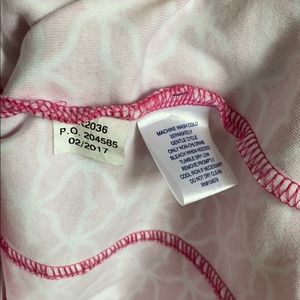 2036
P.O. 204585
02/2017
MACHINE WASH COLD
SEPARATELY
GENTLE CYCLE
ONLY NON-CHLORINE
BLEACH WHEN NEEDED
TUMBLE DRY LOW
REMOVE PROMPTLY
COOL IRON IF NECESSARY
DO NOT DRY CLEAN